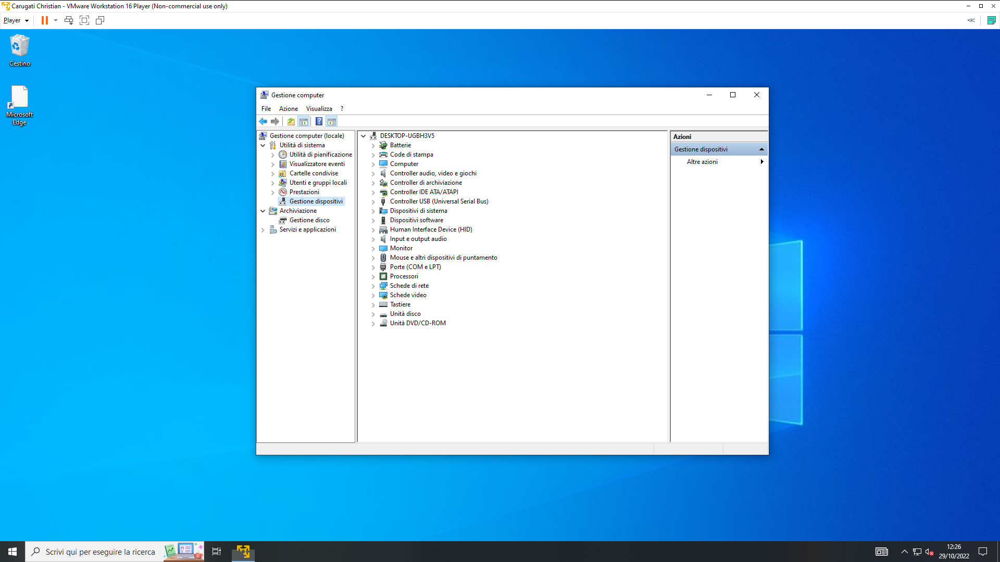 Carugati Christian - VMware Workstation 16 Player (Non-commercial use only)
Player
Cestino
Microsoft
Edge
Gestione computer
File Azione Visualizza ?
Gestione computer (locale)
Utilità di sistema
Utilità di pianificazione
Visualizzatore eventi
Cartelle condivise
Utenti e gruppi locali
Prestazioni
Gestione dispositivi
Archiviazione
Gestione disco
Servizi e applicazioni
DESKTOP-UGBH3V5
Batterie
Code di stampa
Computer
Controller audio, video e giochi
Controller di archiviazione
Controller IDE ATA/ATAPI
Controller USB (Universal Serial Bus)
Dispositivi di sistema
Dispositivi software
Human Interface Device (HID)
Input e output audio
Monitor
Mouse e altri dispositivi di puntamento
Porte (COM e LPT)
Processori
Schede di rete
Schede video
Tastiere
Unità disco
Unità DVD/CD-ROM
Azioni
Gestione dispositivi
Altre azioni
Scrivi qui per eseguire la ricerca
12:26
29/10/2022